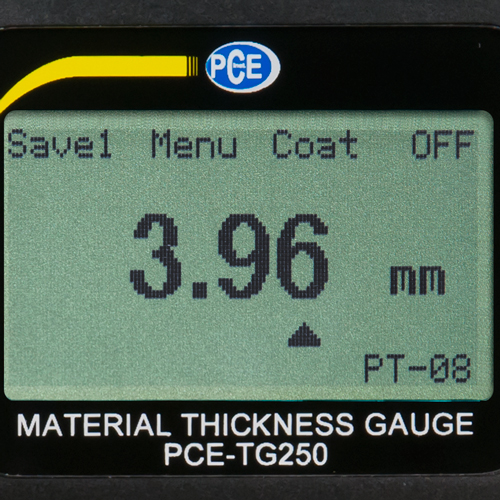 PCE
Save1 Menu Coat OFF
3.96 mm
PT-08
MATERIAL THICKNESS GAUGE
PCE-TG250